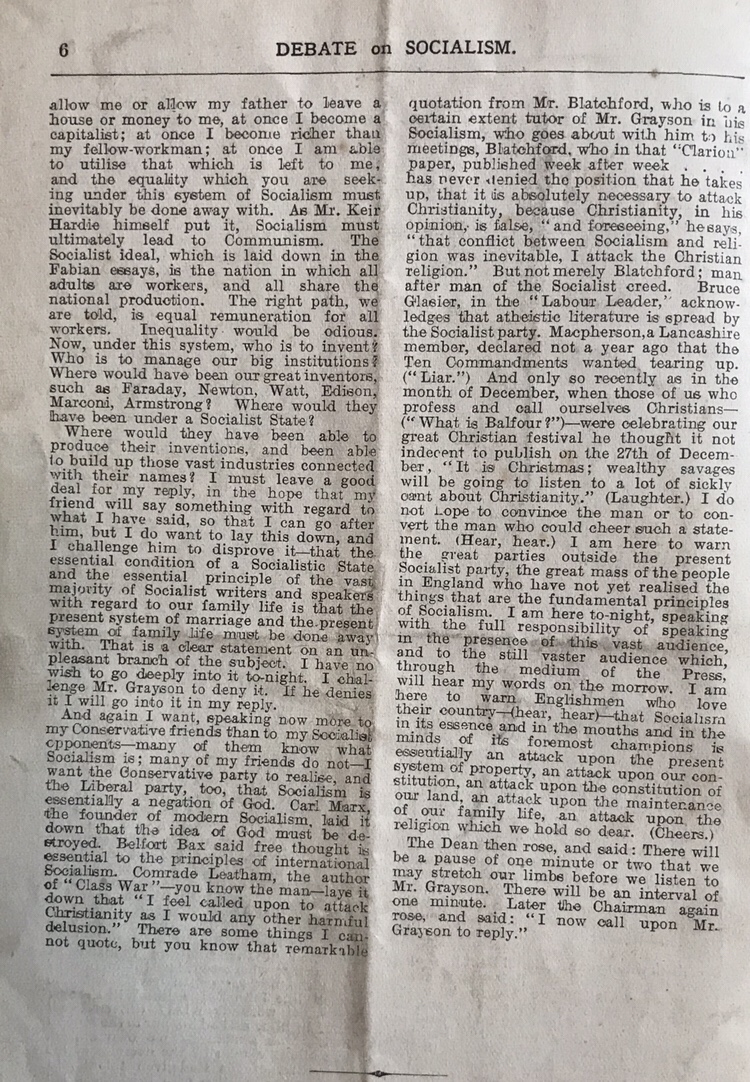 6
DEBATE on SOCIALISM.
allow me or allow my father to leave a
house or money to me, at once I become a
capitalist; at once I become richer than
my fellow-workman; at once I am able
to utilise that which is left to me,
and the equality which you are seek-
ing under this system of Socialism must
inevitably be done away with. As Mr. Keir
Hardie himself put it, Socialism must
ultimately lead to Communism. The
Socialist ideal, which is laid down in the
Fabian essays, is the nation in which all
adults are workers, and all share the
national production. The right path, we
are told, is equal remuneration for all
workers. Inequality would be odious.
Now, under this system, who is to invent?
Who is to manage our big institutions?
Where would have been our great inventors,
such as Faraday, Newton, Watt, Edison,
Marconi, Armstrong? Where would they
have been under a Socialist State?
Where would they have been able to
produce their inventions, and been able
to build up those vast industries connected
with their names? I must leave a good
deal for my reply, in the hope that my
friend will say something with regard to
what I have said, so that I can go after
him, but I do want to lay this down, and
I challenge him to disprove it—that the
essential condition of a Socialistic State
and the essential principle of the vast
majority of Socialist writers and speakers
with regard to our family life is that the
present system of marriage and the present
system of family life must be done away
with. That is a clear statement on an un-
pleasant branch of the subject. I have no
wish to go deeply into it to-night. I chal-
lenge Mr. Grayson to deny it. If he denies
it I will go into it in my reply.
And again I want, speaking now more to
my Conservative friends than to my Socialist
opponents—many of them know what
Socialism is; many of my friends do not—I
want the Conservative party to realise, and
the Liberal party, too, that Socialism is
essentially a negation of God. Carl Marx,
the founder of modern Socialism, laid it
down that the idea of God must be de-
stroyed. Belfort Bax said free thought is
essential to the principles of international
Socialism. Comrade Leatham, the author
of "Class War"—you know the man—lays it
down that "I feel called upon to attack
Christianity as I would any other harmful
delusion." There are some things I can-
not quote, but you know that remarkable
quotation from Mr. Blatchford, who is to a
certain extent tutor of Mr. Grayson in his
Socialism, who goes about with him to his
meetings, Blatchford, who in that "Clarion"
paper, published week after week . . . .
has never denied the position that he takes
up, that it is absolutely necessary to attack
Christianity, because Christianity, in his
opinion, is false, "and foreseeing," he says,
"that conflict between Socialism and reli-
gion was inevitable, I attack the Christian
religion." But not merely Blatchford; man
after man of the Socialist creed. Bruce
Glasier, in the "Labour Leader," acknow-
ledges that atheistic literature is spread by
the Socialist party. Macpherson, a Lancashire
member, declared not a year ago that the
Ten Commandments wanted tearing up.
("Liar.") And only so recently as in the
month of December, when those of us who
profess and call ourselves Christians—
("What is Balfour?")—were celebrating our
great Christian festival he thought it not
indecent to publish on the 27th of Decem-
ber, "It is Christmas; wealthy savages
will be going to listen to a lot of sickly
cant about Christianity." (Laughter.) I do
not hope to convince the man or to con-
vert the man who could cheer such a state-
ment. (Hear, hear.) I am here to warn
the great parties outside the present
Socialist party, the great mass of the people
in England who have not yet realised the
things that are the fundamental principles
of Socialism. I am here to-night, speaking
with the full responsibility of speaking
in the presence of this vast audience,
and to the still vaster audience which,
through the medium of the Press,
will hear my words on the morrow. I am
here to warn Englishmen who love
their country—(hear, hear)—that Socialism
in its essence and in the mouths and in the
minds of its foremost champions is
essentially an attack upon the present
system of property, an attack upon our con-
stitution, an attack upon the constitution of
our land, an attack upon the maintenance
of our family life, an attack upon the
religion which we hold so dear. (Cheers.)
The Dean then rose, and said: There will
be a pause of one minute or two that we
may stretch our limbs before we listen to
Mr. Grayson. There will be an interval of
one minute. Later the Chairman again
rose, and said: "I now call upon Mr.
Grayson to reply."